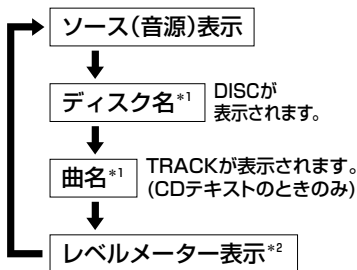 ソース(音源)表示
ディスク名*1
DISCが
表示されます。
曲名*1
TRACKが表示されます。
(CDテキストのときのみ)
レベルメーター表示*2